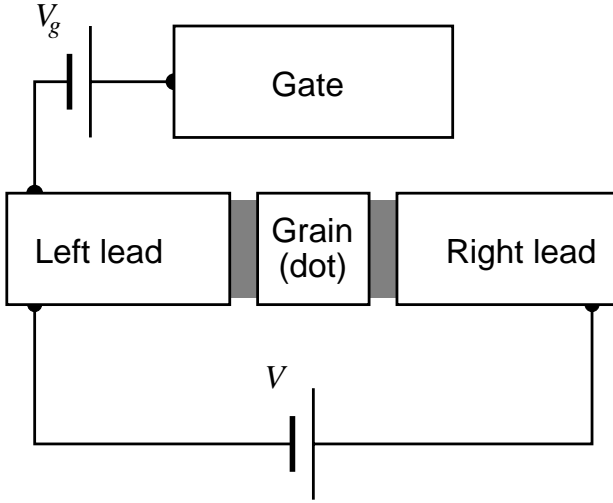 V_g
Gate
Left lead
Grain
(dot)
Right lead
V